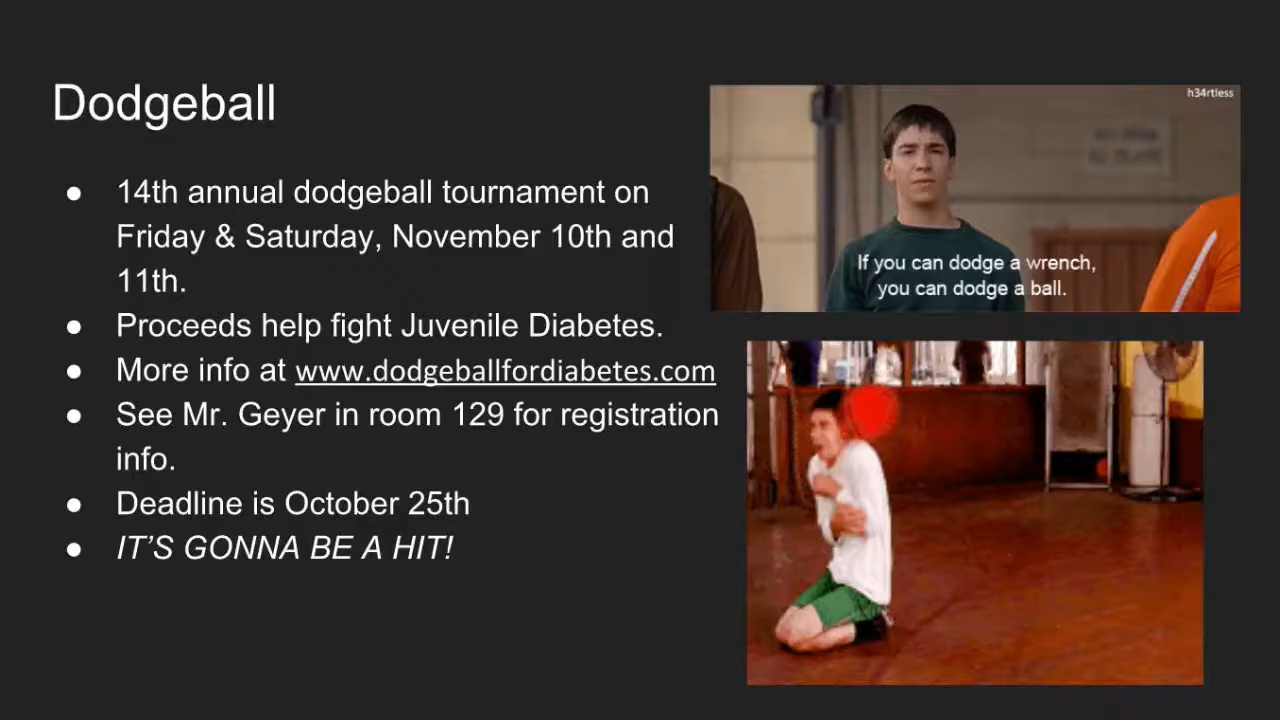 Dodgeball
● 14th annual dodgeball tournament on
Friday & Saturday, November 10th and
11th.
● Proceeds help fight Juvenile Diabetes.
● More info at www.dodgeballfordiabetes.com
● See Mr. Geyer in room 129 for registration
info.
● Deadline is October 25th
● IT'S GONNA BE A HIT!
h34rtless
If you can dodge a wrench,
you can dodge a ball.